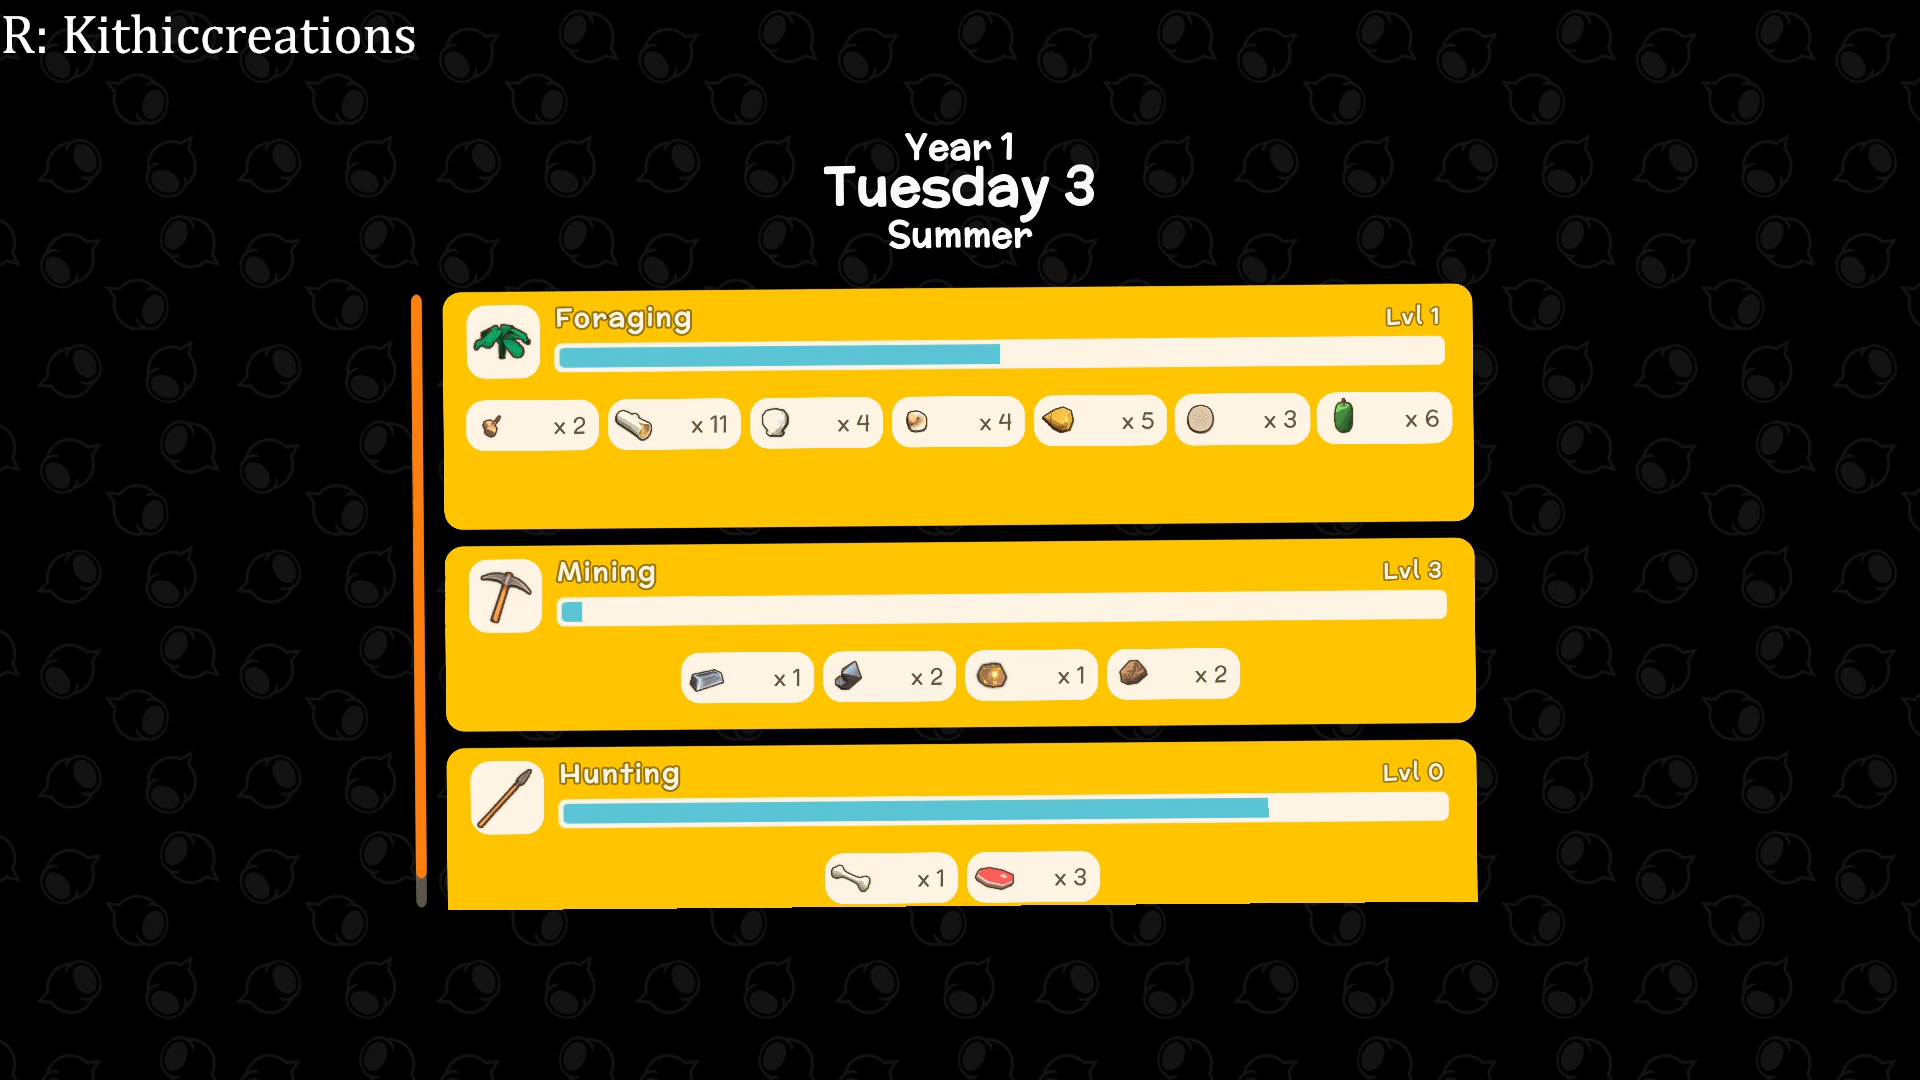 R: Kithiccreations
Year 1
Tuesday 3
Summer
Foraging Lvl 1
x 2 x 11 x 4 x 4 x 5 x 3 x 6
Mining Lvl 3
x 1 x 2 x 1 x 2
Hunting Lvl 0
x 1 x 3